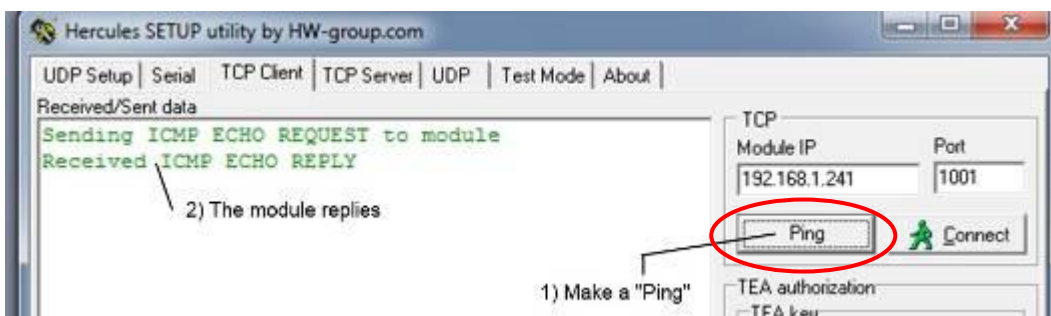 Hercules SETUP utility by HW-group.com
UDP Setup Serial TCP Client TCP Server UDP Test Mode About
Received/Sent data
Sending ICMP ECHO REQUEST to module
Received ICMP ECHO REPLY
2) The module replies
1) Make a "Ping"
TCP
Module IP Port
192.168.1.241 1001
Ping Connect
TEA authorization
TEA key